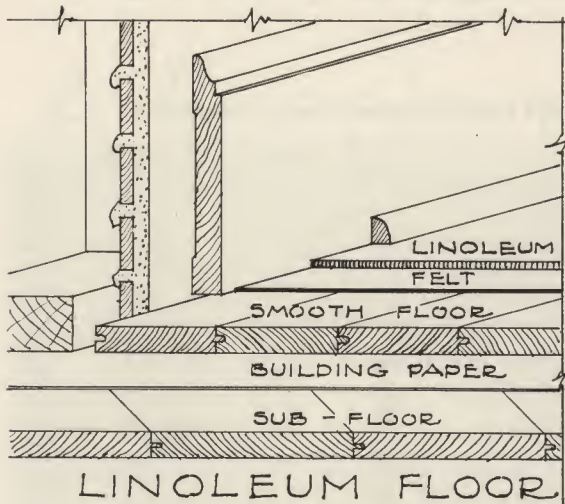 LINOLEUM
FELT
SMOOTH FLOOR
BUILDING PAPER
SUB-FLOOR
LINOLEUM FLOOR